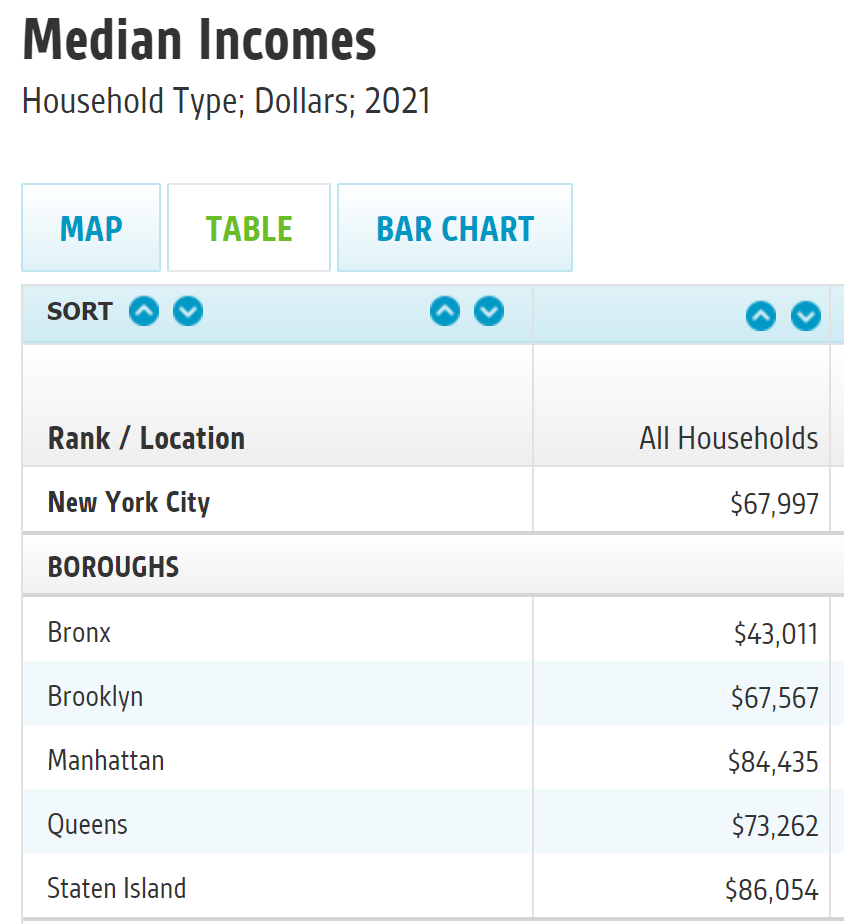 Median Incomes
Household Type; Dollars; 2021
MAP TABLE BAR CHART
SORT
Rank / Location All Households
New York City $67,997
BOROUGHS
Bronx $43,011
Brooklyn $67,567
Manhattan $84,435
Queens $73,262
Staten Island $86,054